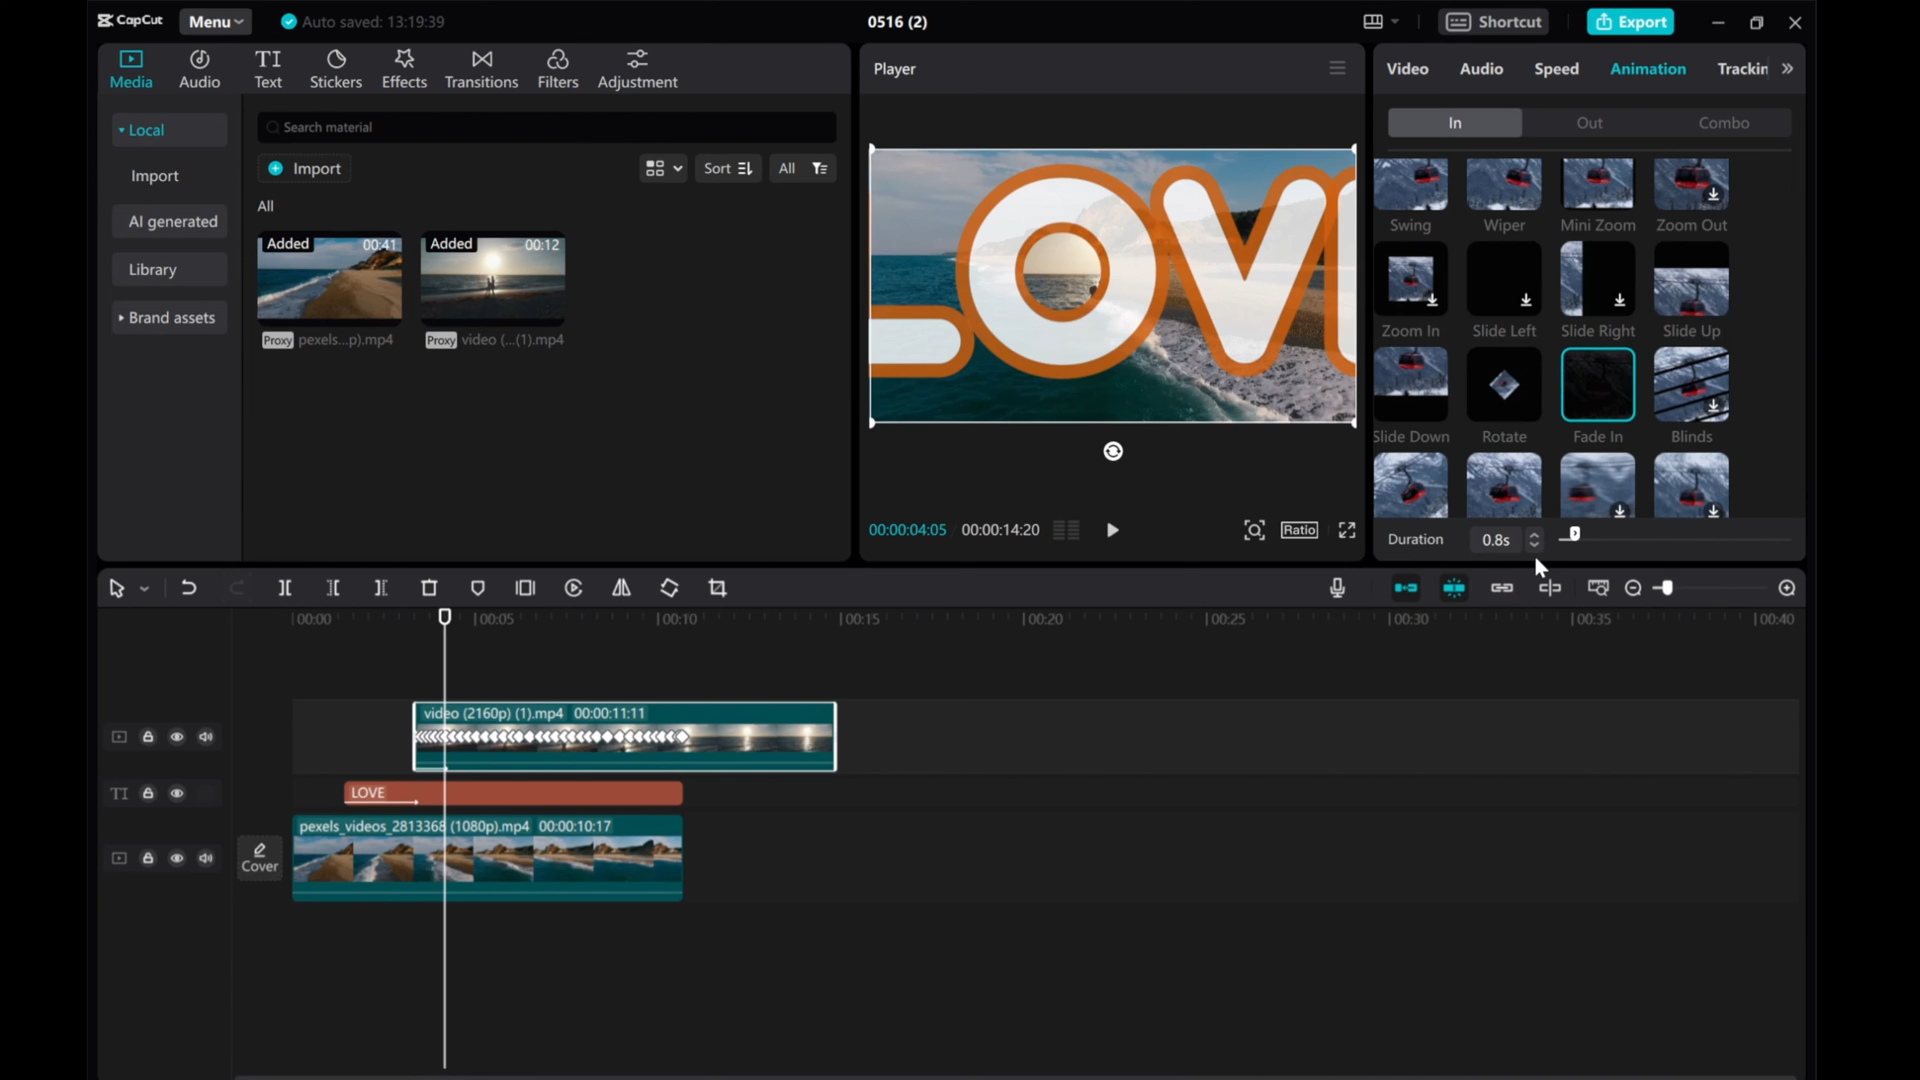 CapCut Menu Auto saved: 13:19:39 0516 (2) Shortcut Export
Media Audio Text Stickers Effects Transitions Filters Adjustment
Local
Import
AI generated
Library
Brand assets
Search material
Import Sort All
All
Added 00:41 Added 00:12
Proxy pexels...p).mp4 Proxy video (...(1).mp4
Player
LOVE
00:00:04:05 00:00:14:20 Ratio
Video Audio Speed Animation Trackin
In Out Combo
Swing Wiper Mini Zoom Zoom Out
Zoom In Slide Left Slide Right Slide Up
Slide Down Rotate Fade In Blinds
Duration 0.8s
00:00 00:05 00:10 00:15 00:20 00:25 00:30 00:35 00:40
video (2160p) (1).mp4 00:00:11:11
TI LOVE
Cover
pexels_videos_2813368 (1080p).mp4 00:00:10:17